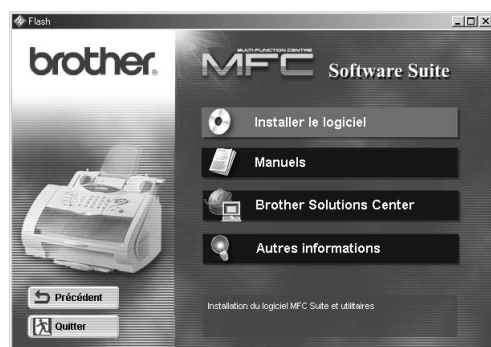 Flash
brother.
MULTI-FUNCTION CENTRE
MFC
Software Suite
Installer le logiciel
Manuels
Brother Solutions Center
Autres informations
Précédent
Quitter
Installation du logiciel MFC Suite et utilitaires